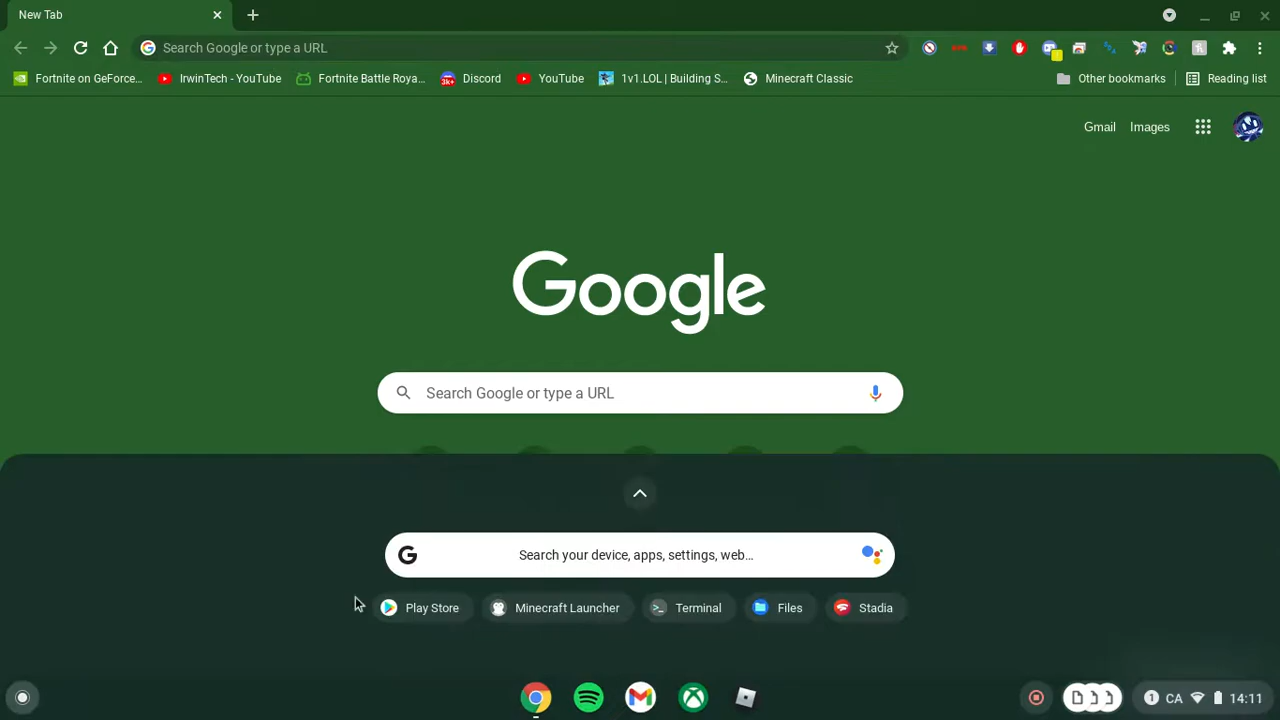 New Tab
Search Google or type a URL
Fortnite on GeForce... IrwinTech - YouTube Fortnite Battle Roya... 3k+ Discord YouTube 1v1.LOL | Building S... Minecraft Classic Other bookmarks Reading list
Gmail Images
Google
Search Google or type a URL
Search your device, apps, settings, web...
Play Store Minecraft Launcher Terminal Files Stadia
1 CA 14:11